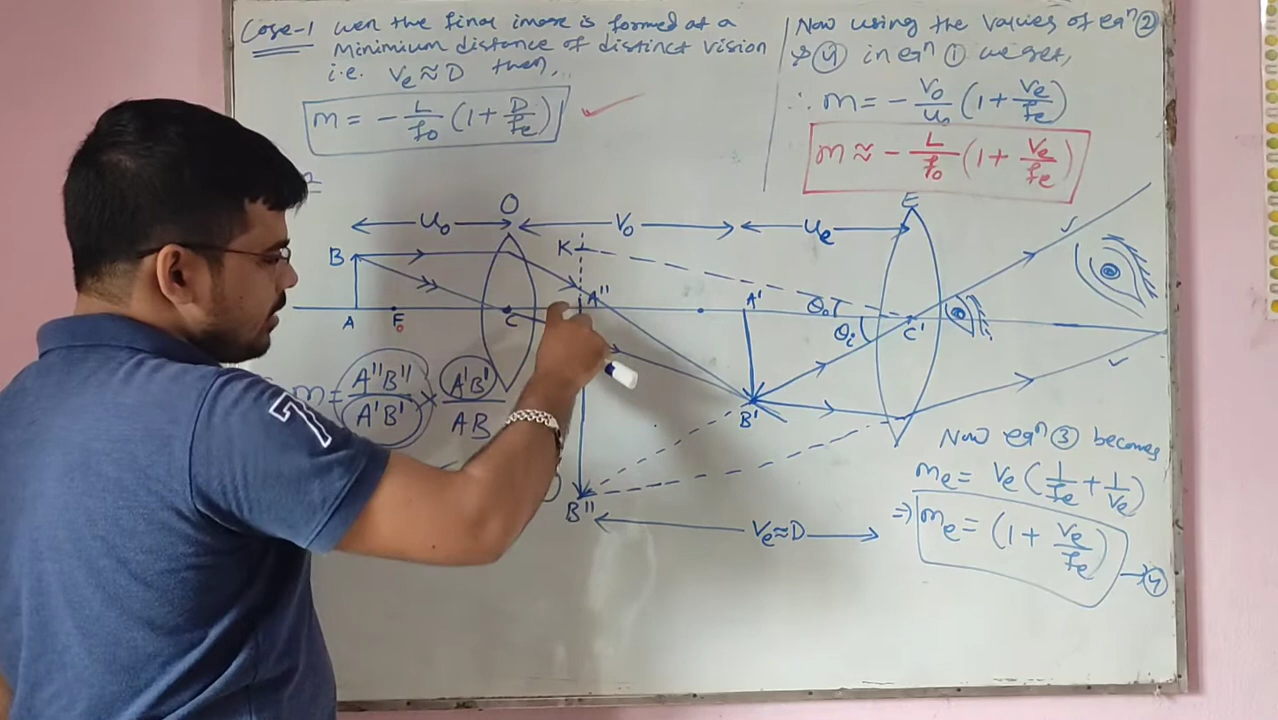 Case-1 wen the final image is formed at a
Minimium distance of distinct vision
i.e. Ve ≈ D then,
m = - L/fo (1 + D/fe)
Now using the values of eqⁿ ②
& ④ in eqⁿ ① we get,
∴ m = - Vo/uo (1 + Ve/fe)
m ≈ - L/fo (1 + Ve/fe)
O
E
uo
Vo
ue
K
B
A"
A'
θo
θi
A
Fo
C
C'
m = A"B"/A'B' × A'B'/AB
B'
B"
Ve ≈ D
Now eqⁿ ③ becomes
me = Ve (1/fe + 1/Ve)
⇒ me = (1 + Ve/fe) → ④
7